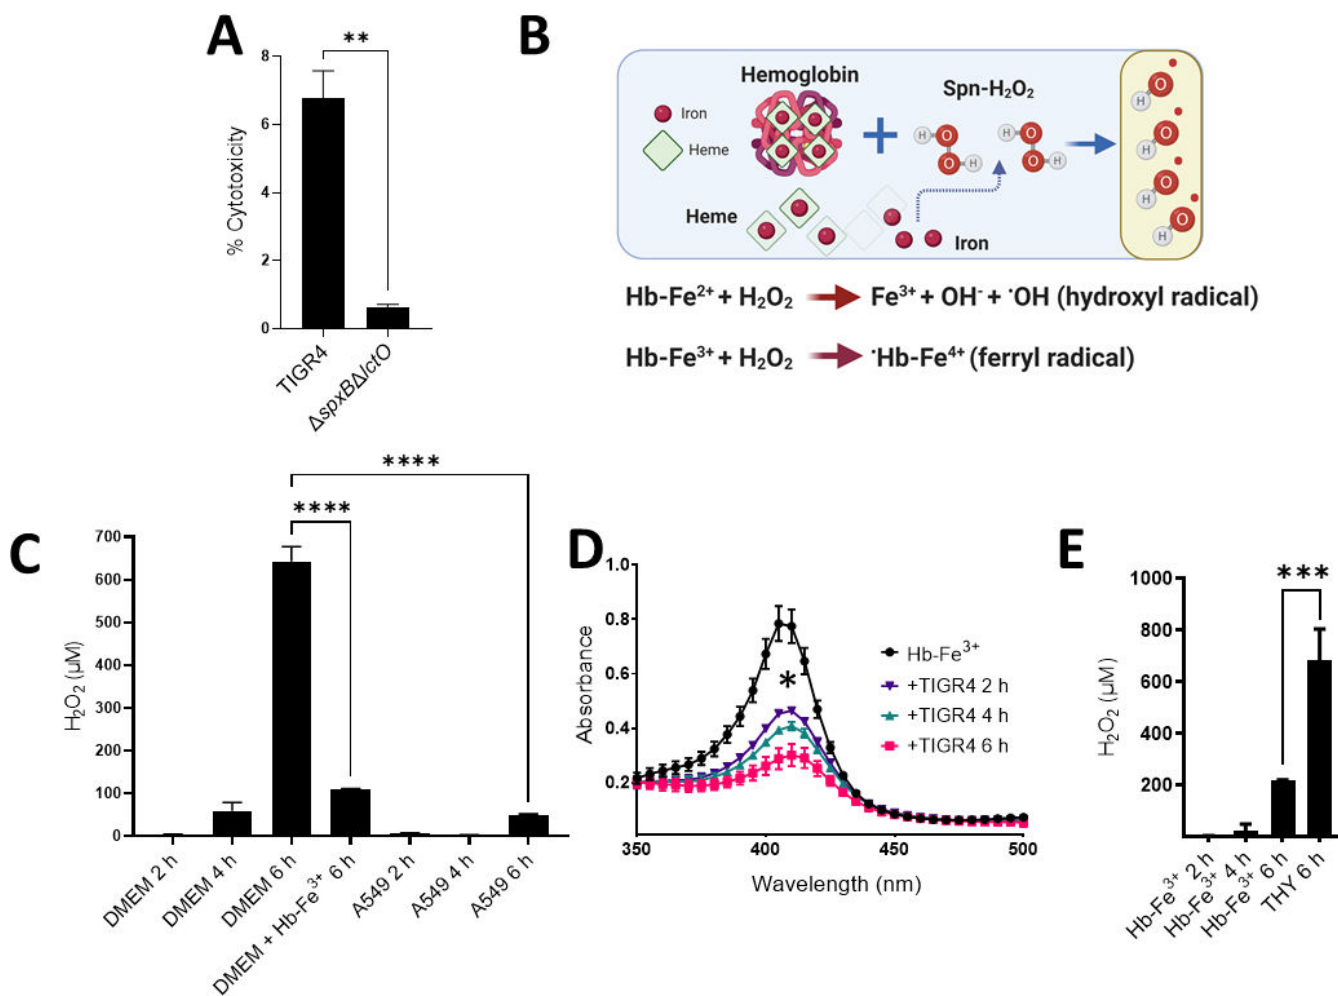 A
**
8
6
4
2
0
% Cytotoxicity
TIGR4
ΔspxBΔlctO
B
Hemoglobin
Spn-H₂O₂
Iron
Heme
Heme
Iron
H O O H
H O O H
O H
O H
O H
O H
Hb-Fe²⁺ + H₂O₂ Fe³⁺ + OH⁻ + ˙OH (hydroxyl radical)
Hb-Fe³⁺ + H₂O₂ ˙Hb-Fe⁴⁺ (ferryl radical)
C
****
****
700
600
500
400
300
200
100
0
H₂O₂ (µM)
DMEM 2 h
DMEM 4 h
DMEM 6 h
DMEM + Hb-Fe³⁺ 6 h
A549 2 h
A549 4 h
A549 6 h
D
1.0
0.8
0.6
0.4
0.2
Absorbance
*
Hb-Fe³⁺
+TIGR4 2 h
+TIGR4 4 h
+TIGR4 6 h
350 400 450 500
Wavelength (nm)
E
***
1000
800
600
400
200
H₂O₂ (µM)
Hb-Fe³⁺ 2 h
Hb-Fe³⁺ 4 h
Hb-Fe³⁺ 6 h
THY 6 h